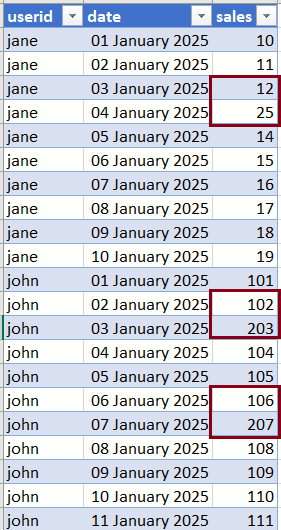 userid date sales
jane 01 January 2025 10
jane 02 January 2025 11
jane 03 January 2025 12
jane 04 January 2025 25
jane 05 January 2025 14
jane 06 January 2025 15
jane 07 January 2025 16
jane 08 January 2025 17
jane 09 January 2025 18
jane 10 January 2025 19
john 01 January 2025 101
john 02 January 2025 102
john 03 January 2025 203
john 04 January 2025 104
john 05 January 2025 105
john 06 January 2025 106
john 07 January 2025 207
john 08 January 2025 108
john 09 January 2025 109
john 10 January 2025 110
john 11 January 2025 111